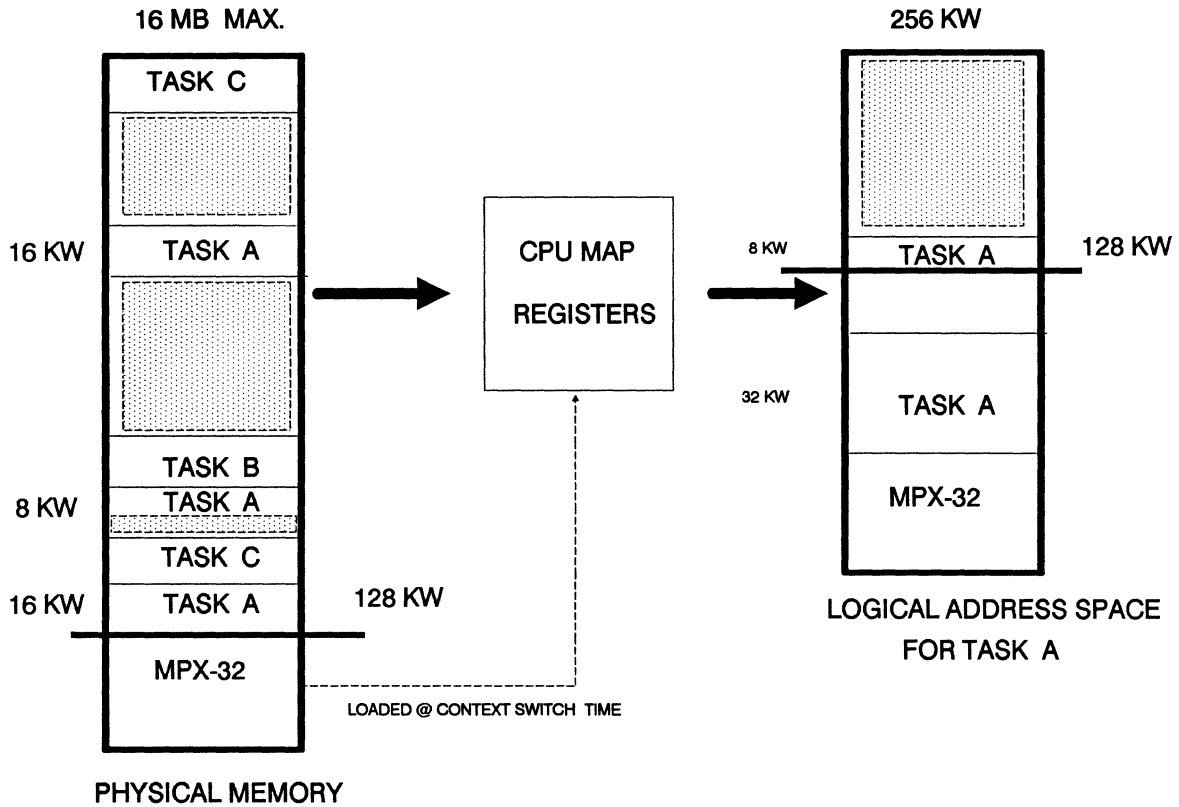 16 MB MAX.
TASK C
16 KW
TASK A
TASK B
8 KW
TASK A
TASK C
16 KW
TASK A
128 KW
MPX-32
PHYSICAL MEMORY
CPU MAP
REGISTERS
LOADED @ CONTEXT SWITCH TIME
256 KW
8 KW
TASK A
128 KW
32 KW
TASK A
MPX-32
LOGICAL ADDRESS SPACE
FOR TASK A